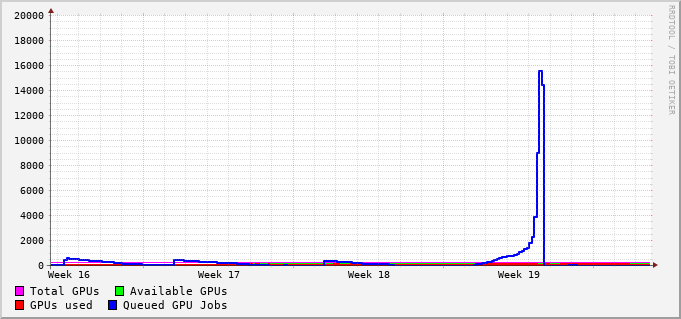 20000
18000
16000
14000
12000
10000
8000
6000
4000
2000
0
Week 16 Week 17 Week 18 Week 19
Total GPUs Available GPUs
GPUs used Queued GPU Jobs
RRDTOOL / TOBI OETIKER